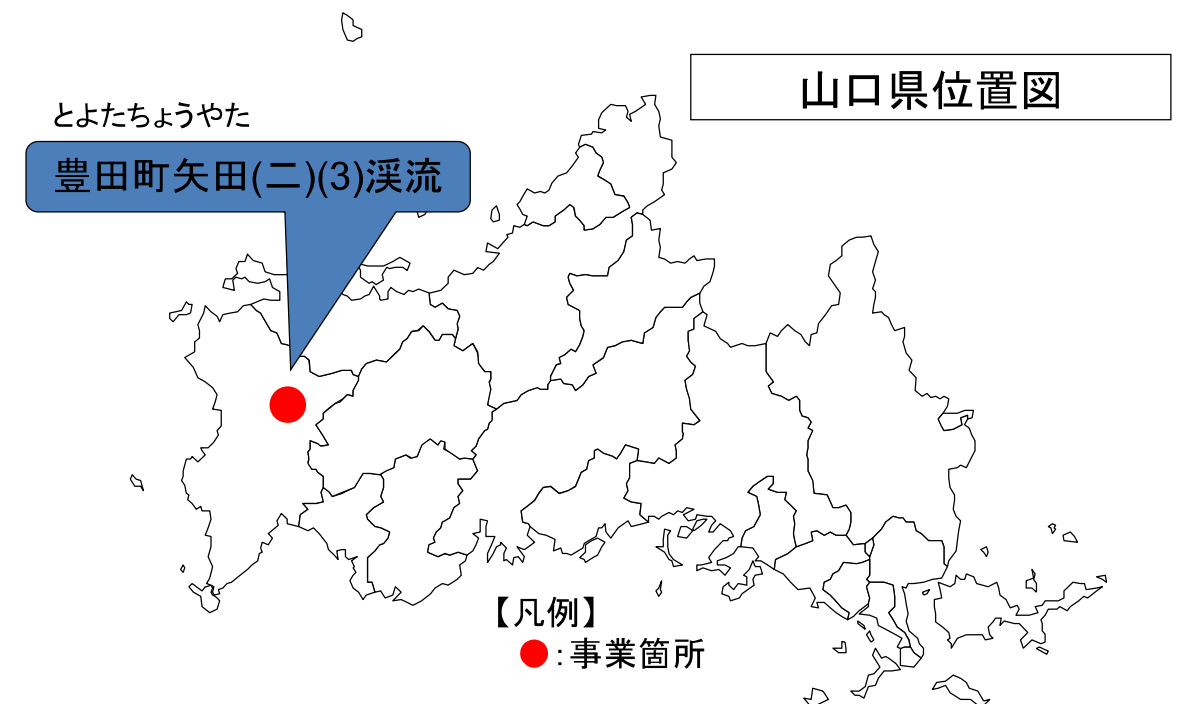 山口県位置図
とよたちょうやた
豊田町矢田(二)(3)渓流
【凡例】
：事業箇所